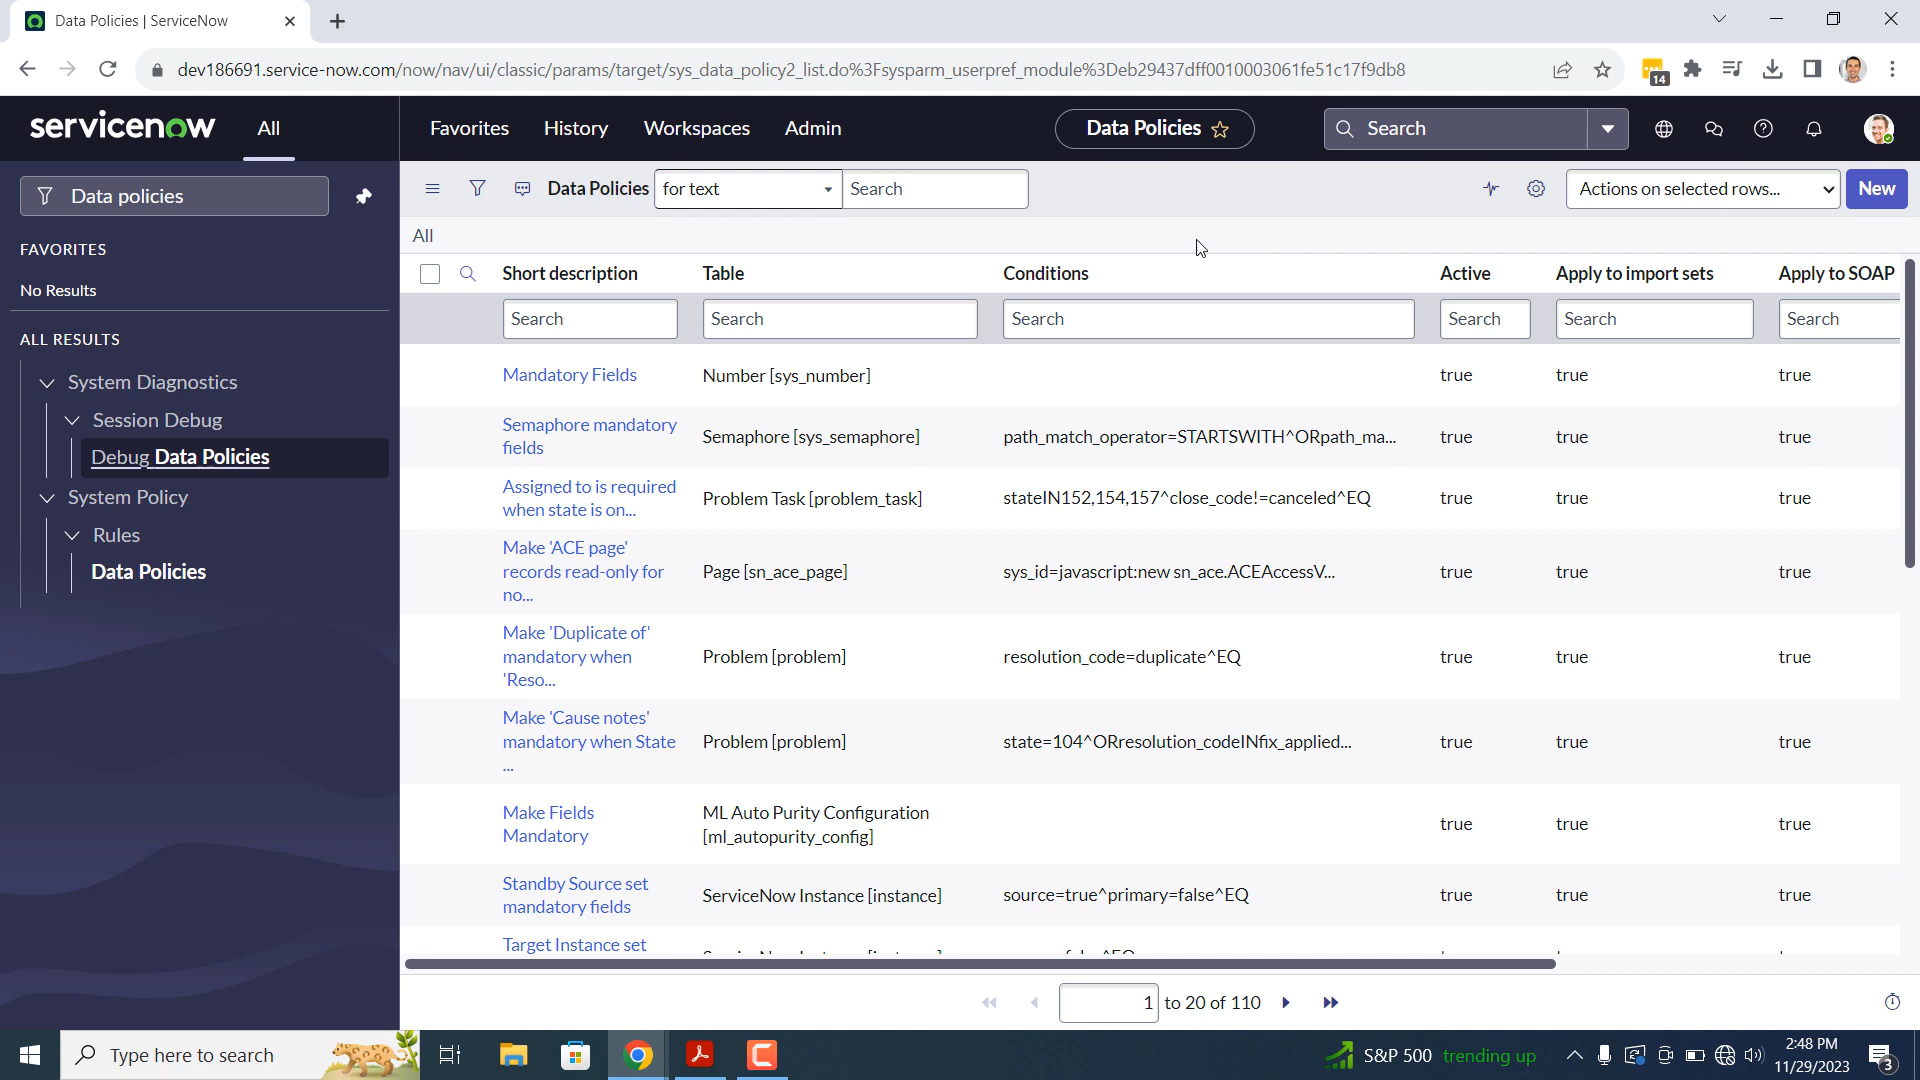 Data Policies | ServiceNow
dev186691.service-now.com/now/nav/ui/classic/params/target/sys_data_policy2_list.do%3Fsysparm_userpref_module%3Deb29437dff0010003061fe51c17f9db8
14
servicenow
All
Favorites
History
Workspaces
Admin
Data Policies
Search
Data policies
Data Policies
for text
Search
Actions on selected rows...
New
FAVORITES
No Results
ALL RESULTS
System Diagnostics
Session Debug
Debug Data Policies
System Policy
Rules
Data Policies
All
Short description
Table
Conditions
Active
Apply to import sets
Apply to SOAP
Search
Search
Search
Search
Search
Search
Mandatory Fields
Number [sys_number]
true
true
true
Semaphore mandatory
fields
Semaphore [sys_semaphore]
path_match_operator=STARTSWITH^ORpath_ma...
true
true
true
Assigned to is required
when state is on...
Problem Task [problem_task]
stateIN152,154,157^close_code!=canceled^EQ
true
true
true
Make 'ACE page'
records read-only for
no...
Page [sn_ace_page]
sys_id=javascript:new sn_ace.ACEAccessV...
true
true
true
Make 'Duplicate of'
mandatory when
'Reso...
Problem [problem]
resolution_code=duplicate^EQ
true
true
true
Make 'Cause notes'
mandatory when State
...
Problem [problem]
state=104^ORresolution_codeINfix_applied...
true
true
true
Make Fields
Mandatory
ML Auto Purity Configuration
[ml_autopurity_config]
true
true
true
Standby Source set
mandatory fields
ServiceNow Instance [instance]
source=true^primary=false^EQ
true
true
true
Target Instance set
1 to 20 of 110
Type here to search
S&P 500 trending up
2:48 PM
11/29/2023
3